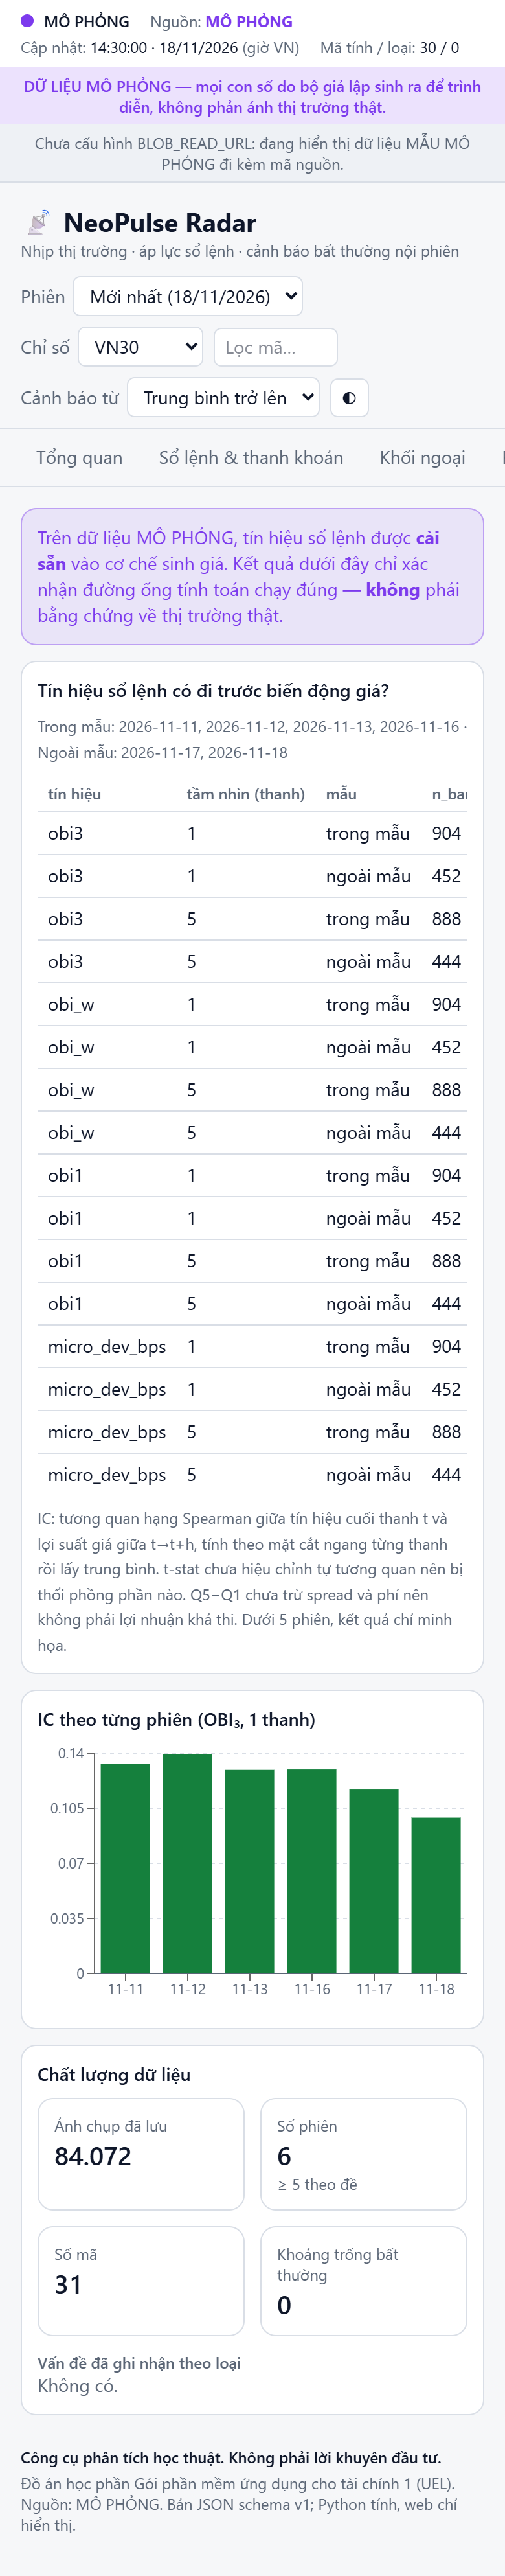 MÔ PHỎNG Nguồn: MÔ PHỎNG
Cập nhật: 14:30:00 · 18/11/2026 (giờ VN) Mã tính / loại: 30 / 0
DỮ LIỆU MÔ PHỎNG — mọi con số do bộ giả lập sinh ra để trình
diễn, không phản ánh thị trường thật.
Chưa cấu hình BLOB_READ_URL: đang hiển thị dữ liệu MẪU MÔ
PHỎNG đi kèm mã nguồn.
NeoPulse Radar
Nhịp thị trường · áp lực sổ lệnh · cảnh báo bất thường nội phiên
Phiên Mới nhất (18/11/2026)
Chỉ số VN30 Lọc mã...
Cảnh báo từ Trung bình trở lên
Tổng quan Sổ lệnh & thanh khoản Khối ngoại
Trên dữ liệu MÔ PHỎNG, tín hiệu sổ lệnh được cài
sẵn vào cơ chế sinh giá. Kết quả dưới đây chỉ xác
nhận đường ống tính toán chạy đúng — không phải
bằng chứng về thị trường thật.
Tín hiệu sổ lệnh có đi trước biến động giá?
Trong mẫu: 2026-11-11, 2026-11-12, 2026-11-13, 2026-11-16 ·
Ngoài mẫu: 2026-11-17, 2026-11-18
tín hiệu tầm nhìn (thanh) mẫu n_bar
obi3 1 trong mẫu 904
obi3 1 ngoài mẫu 452
obi3 5 trong mẫu 888
obi3 5 ngoài mẫu 444
obi_w 1 trong mẫu 904
obi_w 1 ngoài mẫu 452
obi_w 5 trong mẫu 888
obi_w 5 ngoài mẫu 444
obi1 1 trong mẫu 904
obi1 1 ngoài mẫu 452
obi1 5 trong mẫu 888
obi1 5 ngoài mẫu 444
micro_dev_bps 1 trong mẫu 904
micro_dev_bps 1 ngoài mẫu 452
micro_dev_bps 5 trong mẫu 888
micro_dev_bps 5 ngoài mẫu 444
IC: tương quan hạng Spearman giữa tín hiệu cuối thanh t và
lợi suất giá giữa t→t+h, tính theo mặt cắt ngang từng thanh
rồi lấy trung bình. t-stat chưa hiệu chỉnh tự tương quan nên bị
thổi phồng phần nào. Q5−Q1 chưa trừ spread và phí nên
không phải lợi nhuận khả thi. Dưới 5 phiên, kết quả chỉ minh
họa.
IC theo từng phiên (OBI₃, 1 thanh)
0.14
0.105
0.07
0.035
0
11-11 11-12 11-13 11-16 11-17 11-18
Chất lượng dữ liệu
Ảnh chụp đã lưu
84.072
Số phiên
6
≥ 5 theo đề
Số mã
31
Khoảng trống bất
thường
0
Vấn đề đã ghi nhận theo loại
Không có.
Công cụ phân tích học thuật. Không phải lời khuyên đầu tư.
Đồ án học phần Gói phần mềm ứng dụng cho tài chính 1 (UEL).
Nguồn: MÔ PHỎNG. Bản JSON schema v1; Python tính, web chỉ
hiển thị.